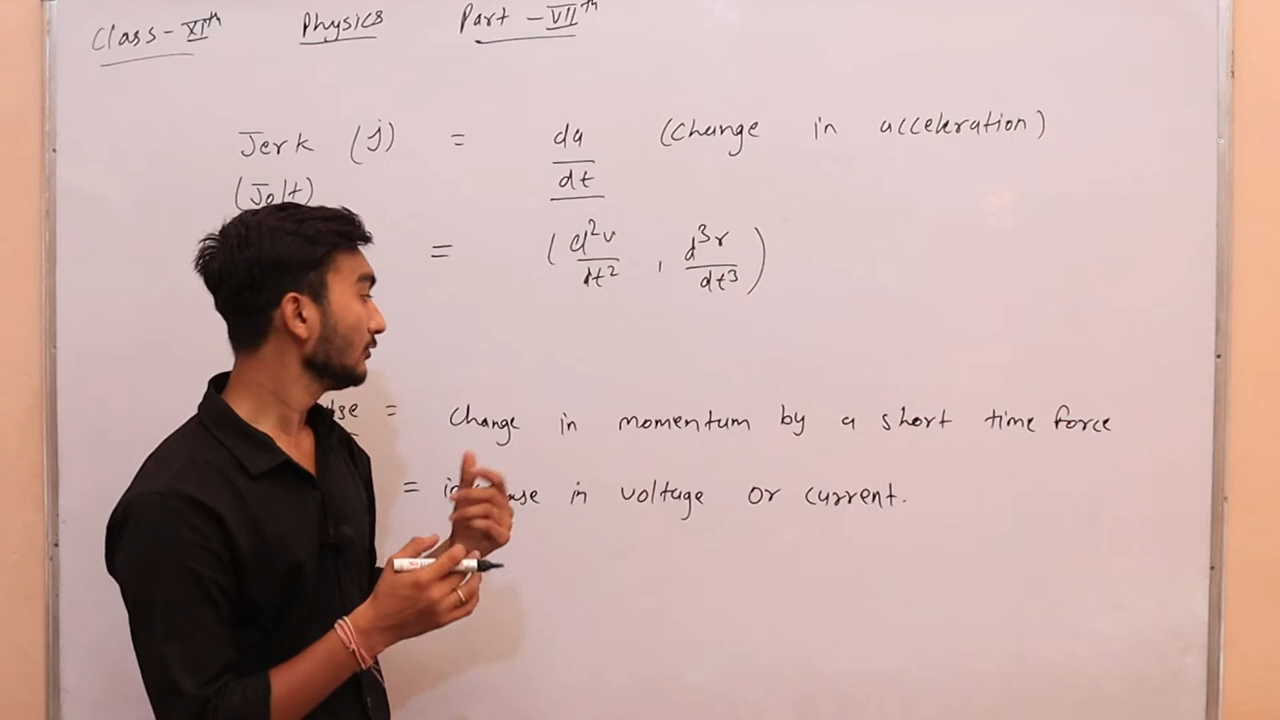 Class - XIth Physics Part - VIIth
Jerk (j) = da/dt (Change in acceleration)
(Jolt)
= (d²v/dt² , d³r/dt³)
= Change in momentum by a short time force
= in voltage or current.